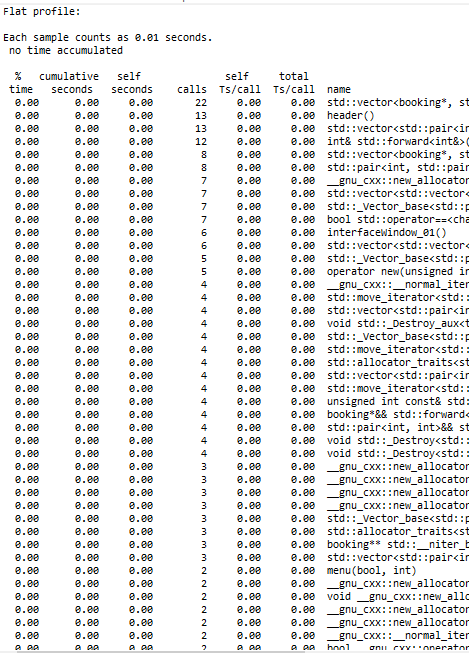 Flat profile:
Each sample counts as 0.01 seconds.
no time accumulated
% cumulative self self total
time seconds seconds calls Ts/call Ts/call name
0.00 0.00 0.00 22 0.00 0.00 std::vector<booking*, st
0.00 0.00 0.00 13 0.00 0.00 header()
0.00 0.00 0.00 13 0.00 0.00 std::vector<std::pair<in
0.00 0.00 0.00 12 0.00 0.00 int& std::forward<int&>(
0.00 0.00 0.00 8 0.00 0.00 std::vector<booking*, st
0.00 0.00 0.00 8 0.00 0.00 std::pair<int, std::pair
0.00 0.00 0.00 7 0.00 0.00 __gnu_cxx::new_allocator
0.00 0.00 0.00 7 0.00 0.00 std::vector<std::vector<
0.00 0.00 0.00 7 0.00 0.00 std::_Vector_base<std::p
0.00 0.00 0.00 7 0.00 0.00 bool std::operator==<cha
0.00 0.00 0.00 6 0.00 0.00 interfaceWindow_01()
0.00 0.00 0.00 6 0.00 0.00 std::vector<std::vector<
0.00 0.00 0.00 5 0.00 0.00 std::_Vector_base<std::p
0.00 0.00 0.00 5 0.00 0.00 operator new(unsigned in
0.00 0.00 0.00 4 0.00 0.00 __gnu_cxx::__normal_iter
0.00 0.00 0.00 4 0.00 0.00 std::move_iterator<std::
0.00 0.00 0.00 4 0.00 0.00 std::vector<std::pair<in
0.00 0.00 0.00 4 0.00 0.00 void std::_Destroy_aux<t
0.00 0.00 0.00 4 0.00 0.00 std::_Vector_base<std::p
0.00 0.00 0.00 4 0.00 0.00 std::move_iterator<std::
0.00 0.00 0.00 4 0.00 0.00 std::allocator_traits<st
0.00 0.00 0.00 4 0.00 0.00 std::vector<std::pair<in
0.00 0.00 0.00 4 0.00 0.00 std::move_iterator<std::
0.00 0.00 0.00 4 0.00 0.00 unsigned int const& std:
0.00 0.00 0.00 4 0.00 0.00 booking*&& std::forward<
0.00 0.00 0.00 4 0.00 0.00 std::pair<int, int>&& st
0.00 0.00 0.00 4 0.00 0.00 void std::_Destroy<std::
0.00 0.00 0.00 4 0.00 0.00 void std::_Destroy<std::
0.00 0.00 0.00 3 0.00 0.00 __gnu_cxx::new_allocator
0.00 0.00 0.00 3 0.00 0.00 __gnu_cxx::new_allocator
0.00 0.00 0.00 3 0.00 0.00 __gnu_cxx::new_allocator
0.00 0.00 0.00 3 0.00 0.00 __gnu_cxx::new_allocator
0.00 0.00 0.00 3 0.00 0.00 std::_Vector_base<std::p
0.00 0.00 0.00 3 0.00 0.00 std::allocator_traits<st
0.00 0.00 0.00 3 0.00 0.00 booking** std::__niter_b
0.00 0.00 0.00 3 0.00 0.00 std::vector<std::pair<in
0.00 0.00 0.00 2 0.00 0.00 menu(bool, int)
0.00 0.00 0.00 2 0.00 0.00 __gnu_cxx::new_allocator
0.00 0.00 0.00 2 0.00 0.00 void __gnu_cxx::new_allo
0.00 0.00 0.00 2 0.00 0.00 __gnu_cxx::new_allocator
0.00 0.00 0.00 2 0.00 0.00 __gnu_cxx::new_allocator
0.00 0.00 0.00 2 0.00 0.00 __gnu_cxx::__normal_iter
0.00 0.00 0.00 2 0.00 0.00 bool __gnu_cxx::operator